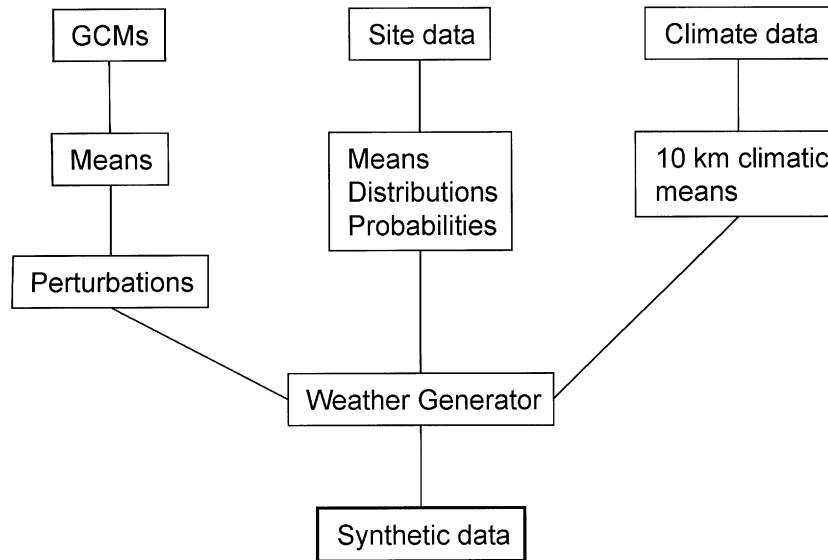 GCMs
Site data
Climate data
Means
Means
Distributions
Probabilities
10 km climatic
means
Perturbations
Weather Generator
Synthetic data